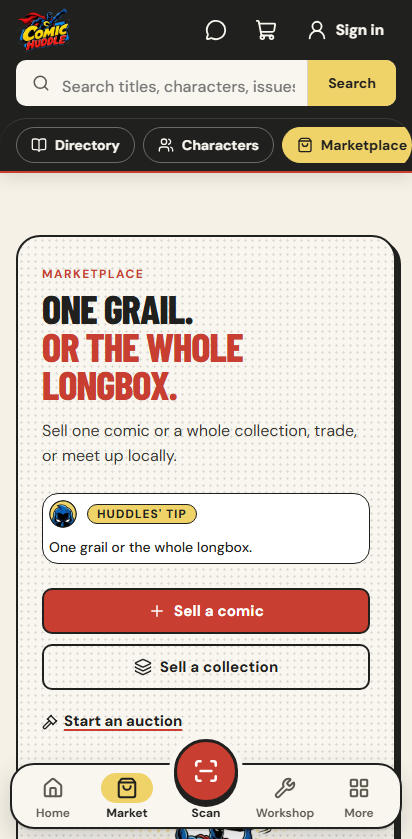 COMIC
HUDDLE
Sign in
Search titles, characters, issues
Search
Directory
Characters
Marketplace
MARKETPLACE
ONE GRAIL.
OR THE WHOLE
LONGBOX.
Sell one comic or a whole collection, trade,
or meet up locally.
HUDDLES' TIP
One grail or the whole longbox.
Sell a comic
Sell a collection
Start an auction
Home
Market
Scan
Workshop
More